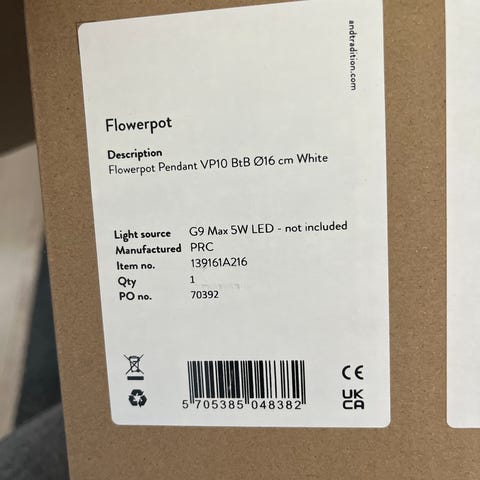 andtradition.com
Flowerpot
Description
Flowerpot Pendant VP10 BtB Ø16 cm White
Light source G9 Max 5W LED - not included
Manufactured PRC
Item no. 139161A216
Qty 1
PO no. 70392
5 705385 048382
CE
UK
CA